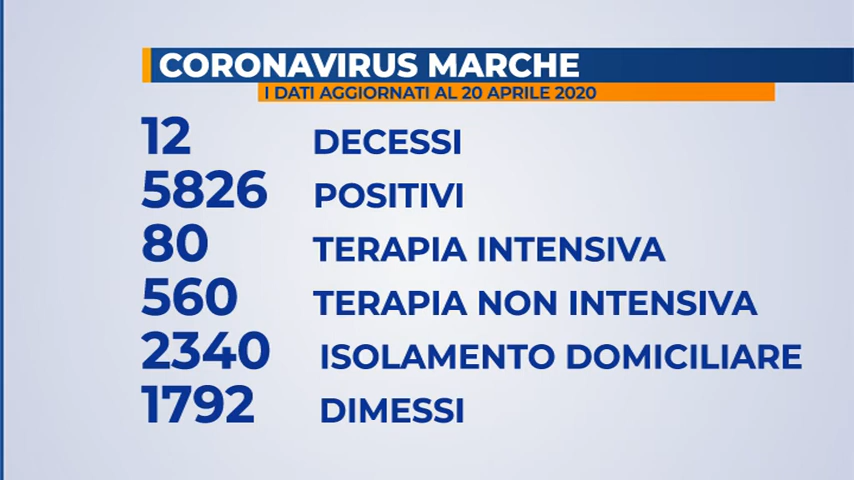 CORONAVIRUS MARCHE
I DATI AGGIORNATI AL 20 APRILE 2020
12 DECESSI
5826 POSITIVI
80 TERAPIA INTENSIVA
560 TERAPIA NON INTENSIVA
2340 ISOLAMENTO DOMICILIARE
1792 DIMESSI